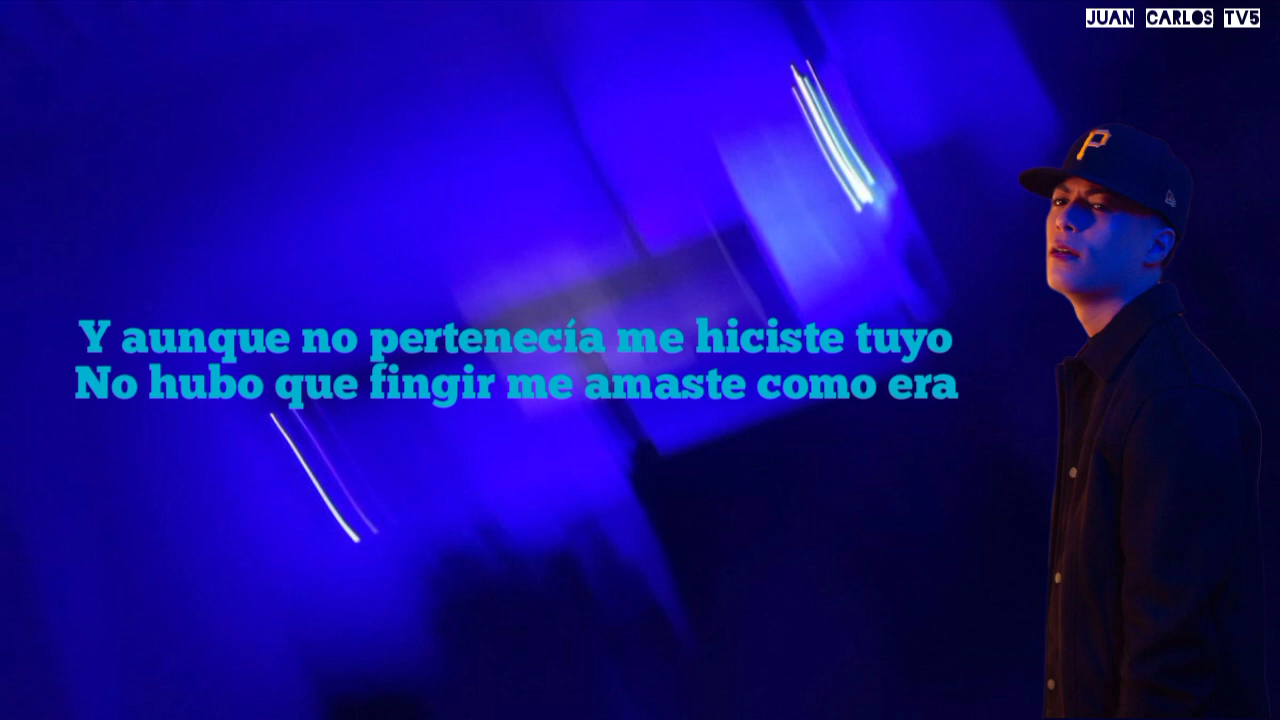 JUAN CARLOS TV5
P
Y aunque no pertenecía me hiciste tuyo
No hubo que fingir me amaste como era